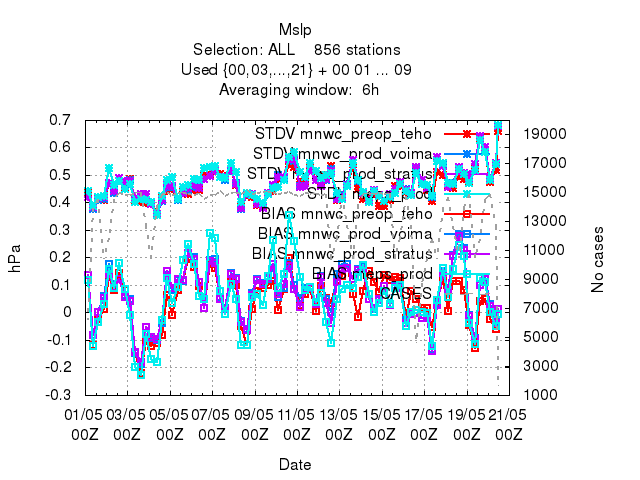 Mslp
Selection: ALL    856 stations
Used {00,03,...,21} + 00 01 ... 09
Averaging window:  6h
0.7
0.6
0.5
0.4
0.3
0.2
0.1
0
-0.1
-0.2
-0.3
hPa
STDV mnwc_preop_teho
STDV mnwc_prod_voima
STDV mnwc_prod_stratus
STDV meps_prod
BIAS mnwc_preop_teho
BIAS mnwc_prod_voima
BIAS mnwc_prod_stratus
BIAS meps_prod
CASES
19000
17000
15000
13000
11000
9000
7000
5000
3000
1000
No cases
01/05 03/05 05/05 07/05 09/05 11/05 13/05 15/05 17/05 19/05 21/05
00Z 00Z 00Z 00Z 00Z 00Z 00Z 00Z 00Z 00Z 00Z
Date